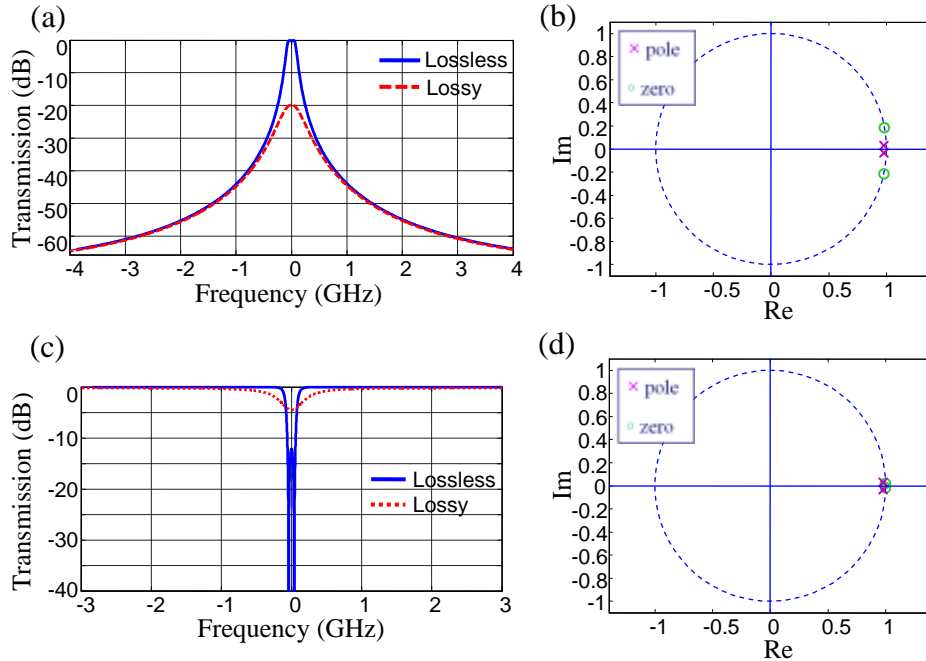 (a)
Transmission (dB)
0
-10
-20
-30
-40
-50
-60
Lossless
Lossy
-4 -3 -2 -1 0 1 2 3 4
Frequency (GHz)
(b)
Im
1
0.8
0.6
0.4
0.2
0
-0.2
-0.4
-0.6
-0.8
-1
pole
zero
-1 -0.5 0 0.5 1
Re
(c)
Transmission (dB)
0
-10
-20
-30
-40
Lossless
Lossy
-3 -2 -1 0 1 2 3
Frequency (GHz)
(d)
Im
1
0.8
0.6
0.4
0.2
0
-0.2
-0.4
-0.6
-0.8
-1
pole
zero
-1 -0.5 0 0.5 1
Re